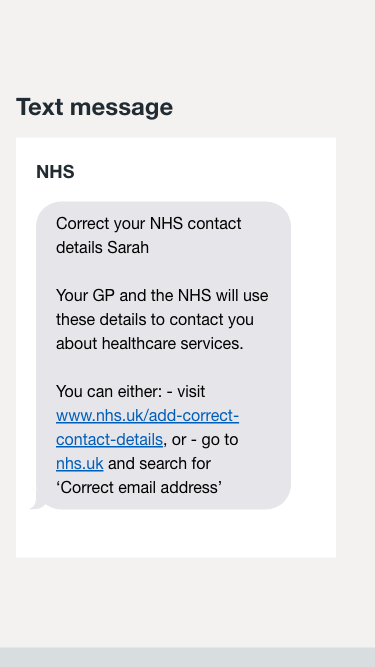 Text message
NHS
Correct your NHS contact
details Sarah
Your GP and the NHS will use
these details to contact you
about healthcare services.
You can either: - visit
www.nhs.uk/add-correct-
contact-details, or - go to
nhs.uk and search for
‘Correct email address’